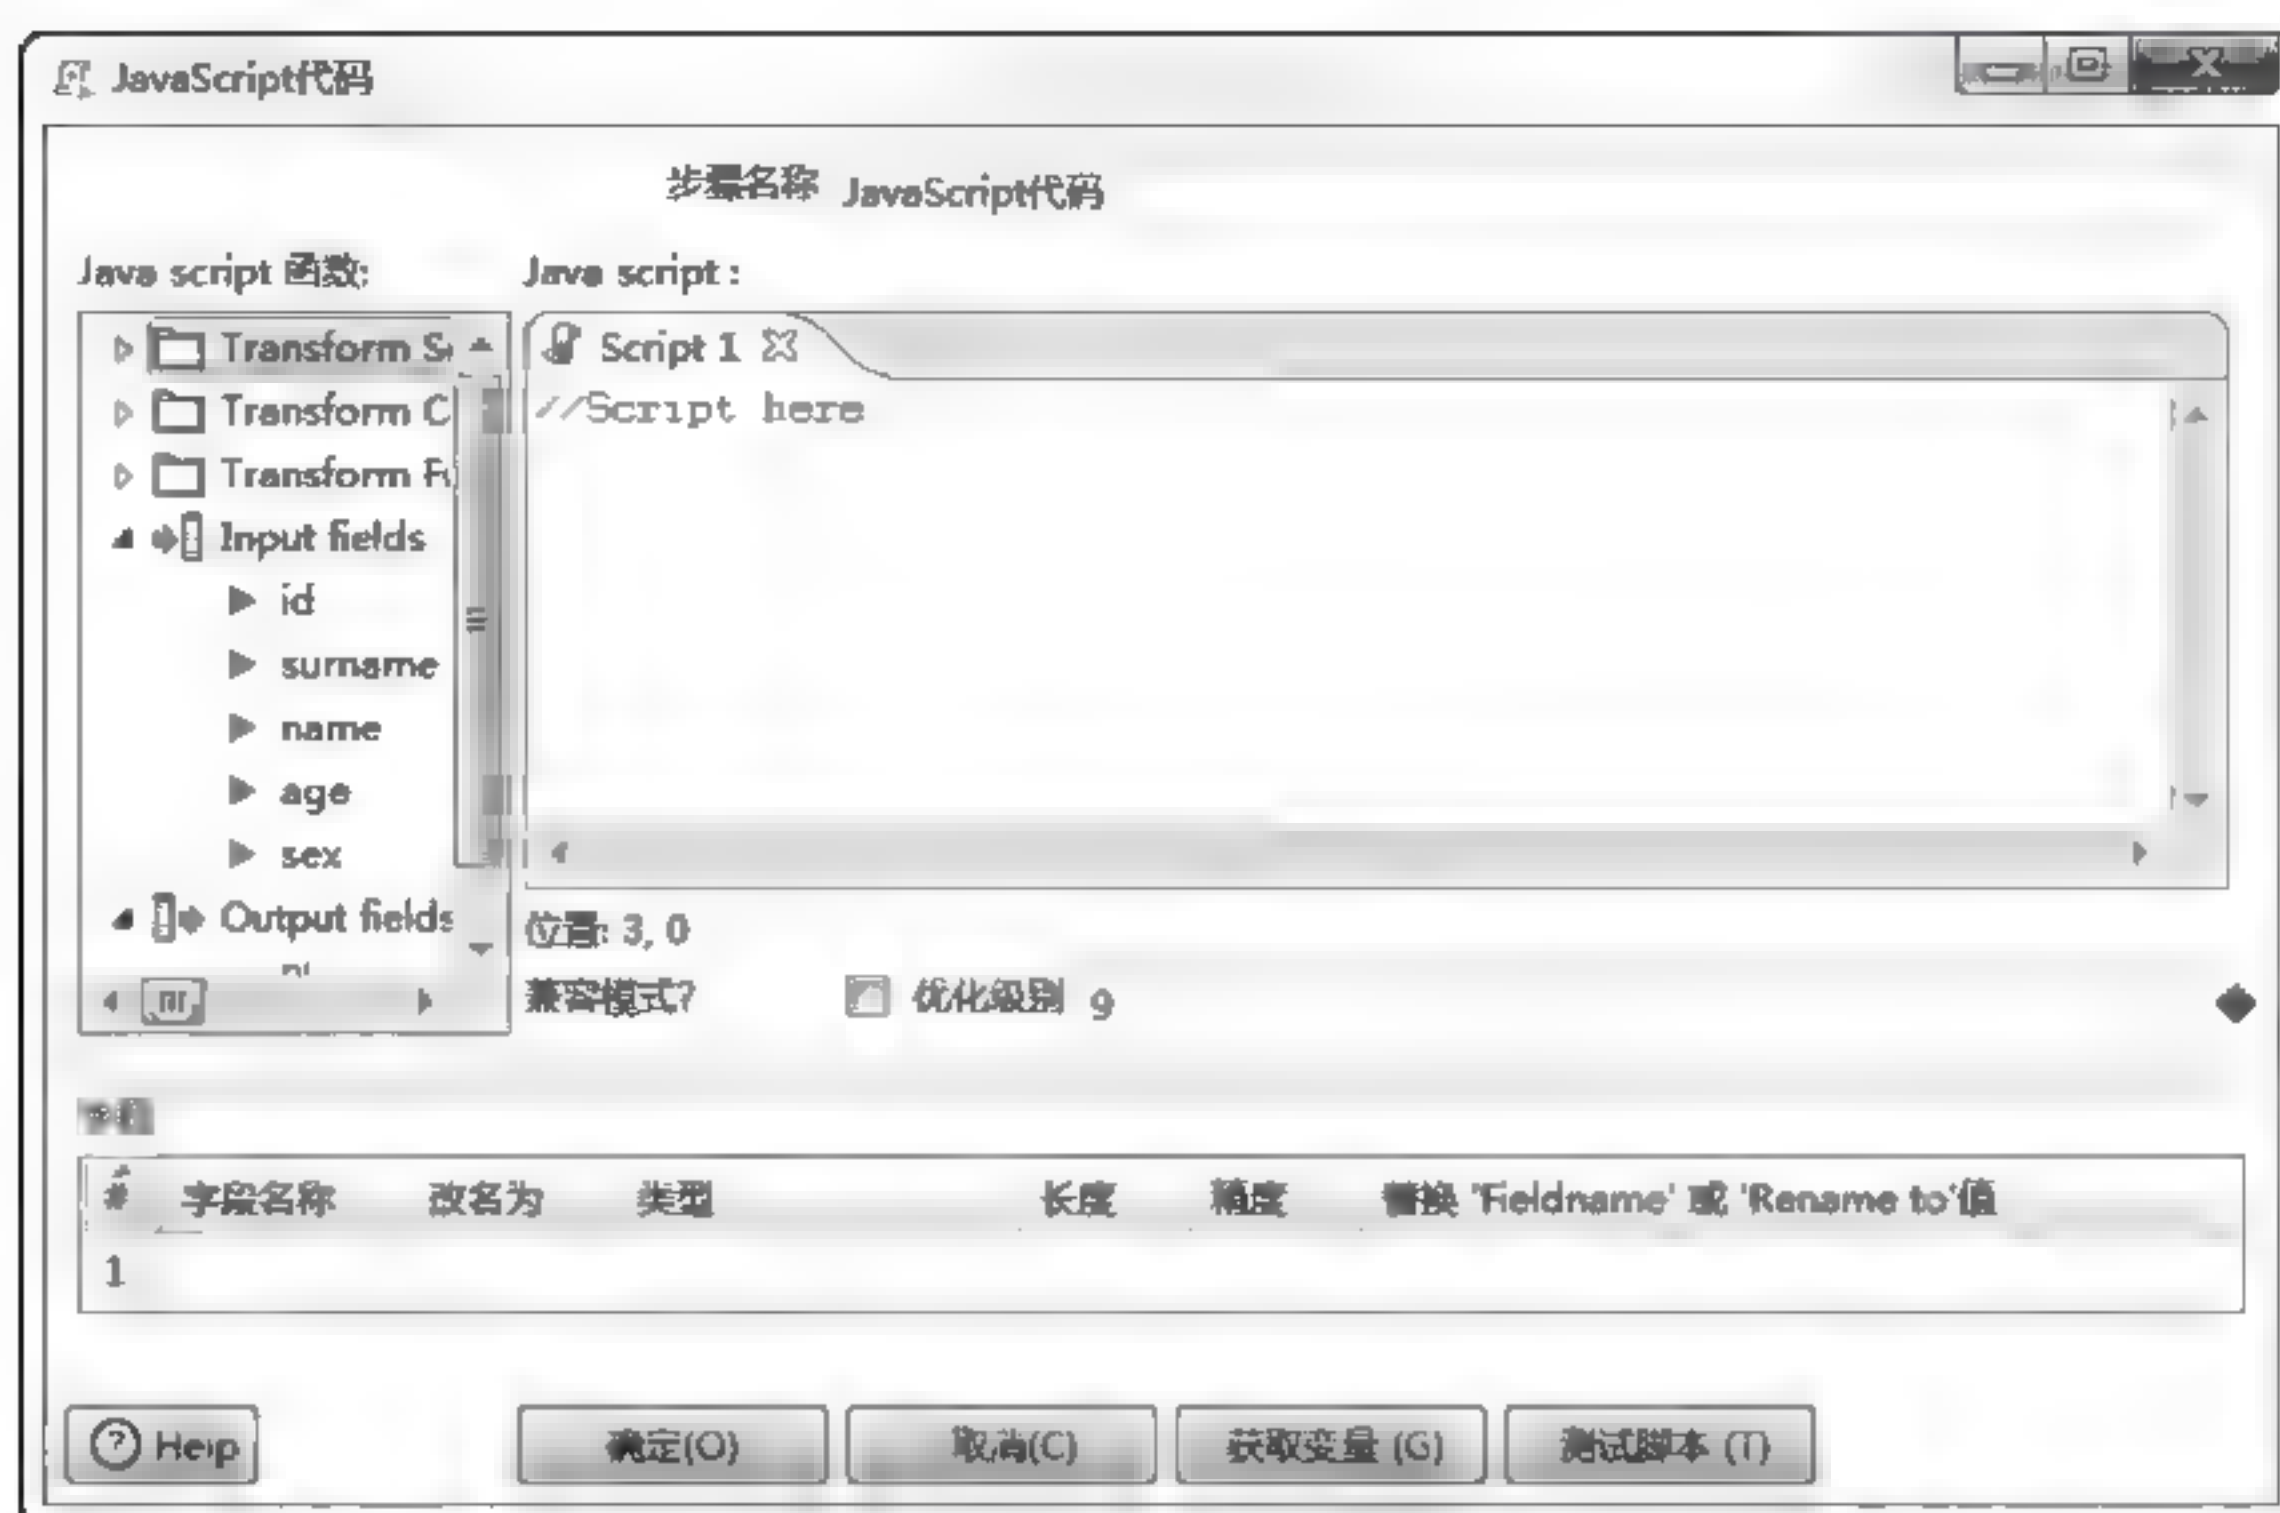 JavaScript代码
步骤名称 JavaScript代码
Java script 函数:
Java script :
Transform S
Transform C
Transform F
Input fields
id
surname
name
age
sex
Output fields
Script 1
//Script here
位置: 3, 0
兼容模式?
优化级别 9
# 字段名称 改名为 类型 长度 精度 替换 'Fieldname' 或 'Rename to'值
1
Help 确定(O) 取消(C) 获取变量 (G) 测试脚本 (T)